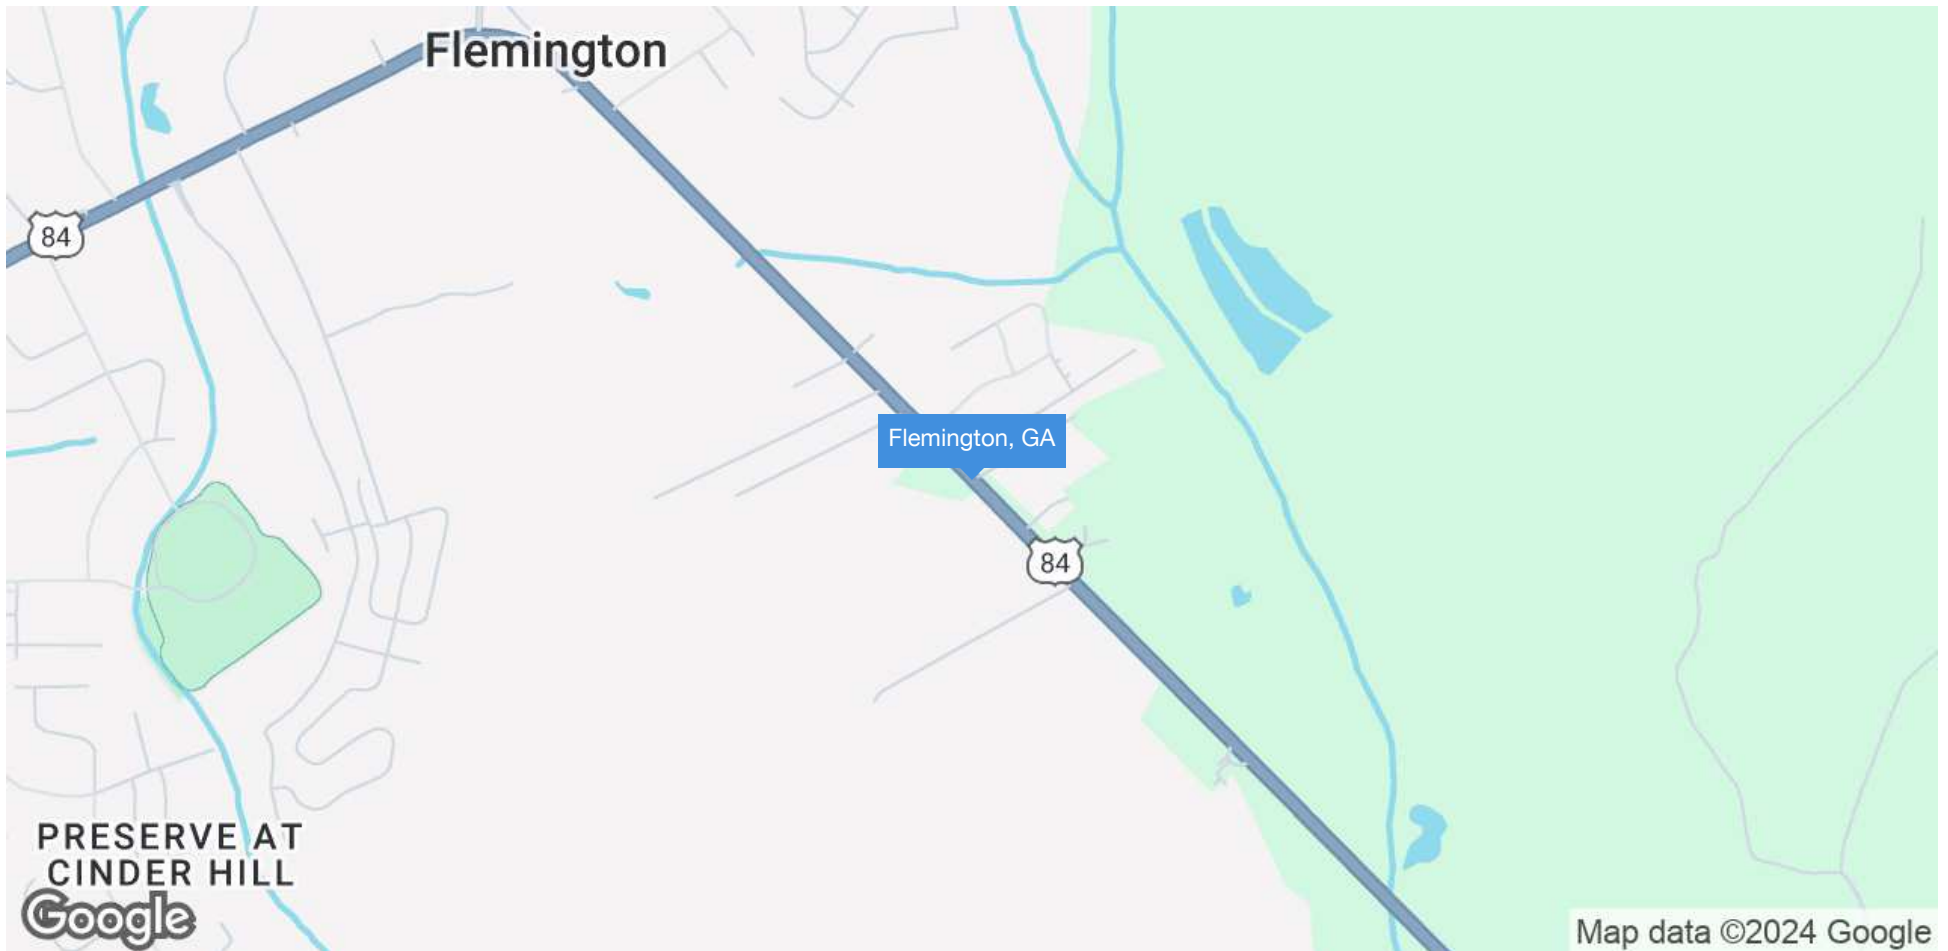 Flemington
84
Flemington, GA
84
PRESERVE AT
CINDER HILL
Google
Map data ©2024 Google